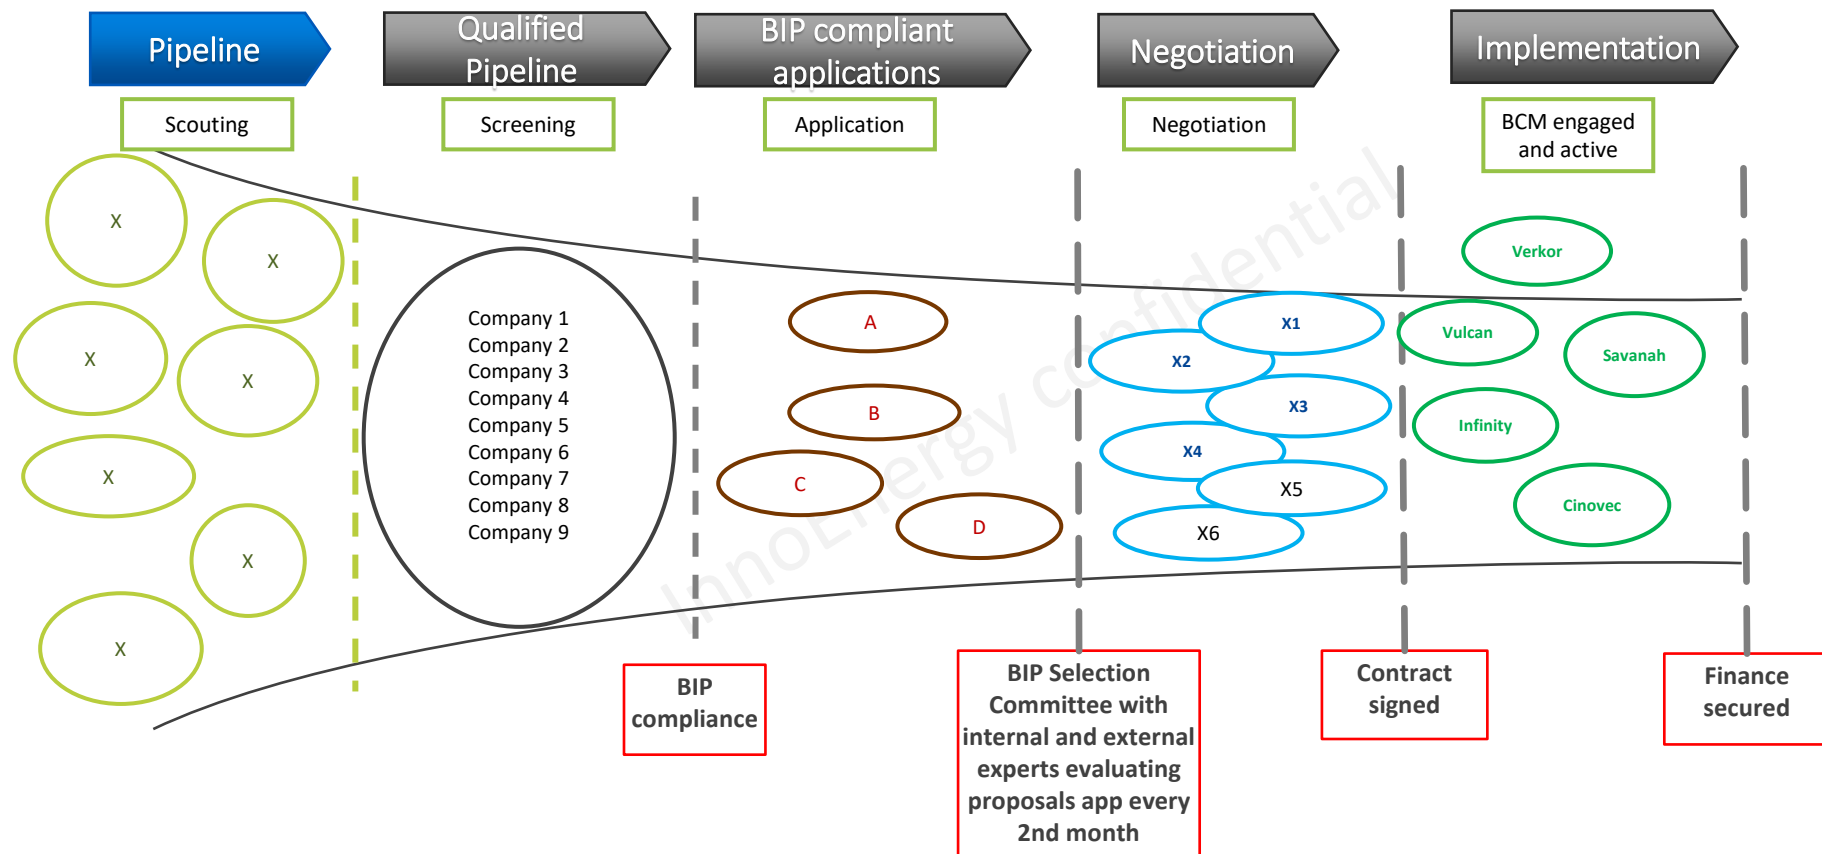 Pipeline
Qualified
Pipeline
BIP compliant
applications
Negotiation
Implementation
Scouting
Screening
Application
Negotiation
BCM engaged
and active
X
X
X
X
X
X
X
Company 1
Company 2
Company 3
Company 4
Company 5
Company 6
Company 7
Company 8
Company 9
A
B
C
D
X1
X2
X3
X4
X5
X6
Verkor
Vulcan
Savanah
Infinity
Cinovec
InnoEnergy confidential
BIP
compliance
BIP Selection
Committee with
internal and external
experts evaluating
proposals app every
2nd month
Contract
signed
Finance
secured